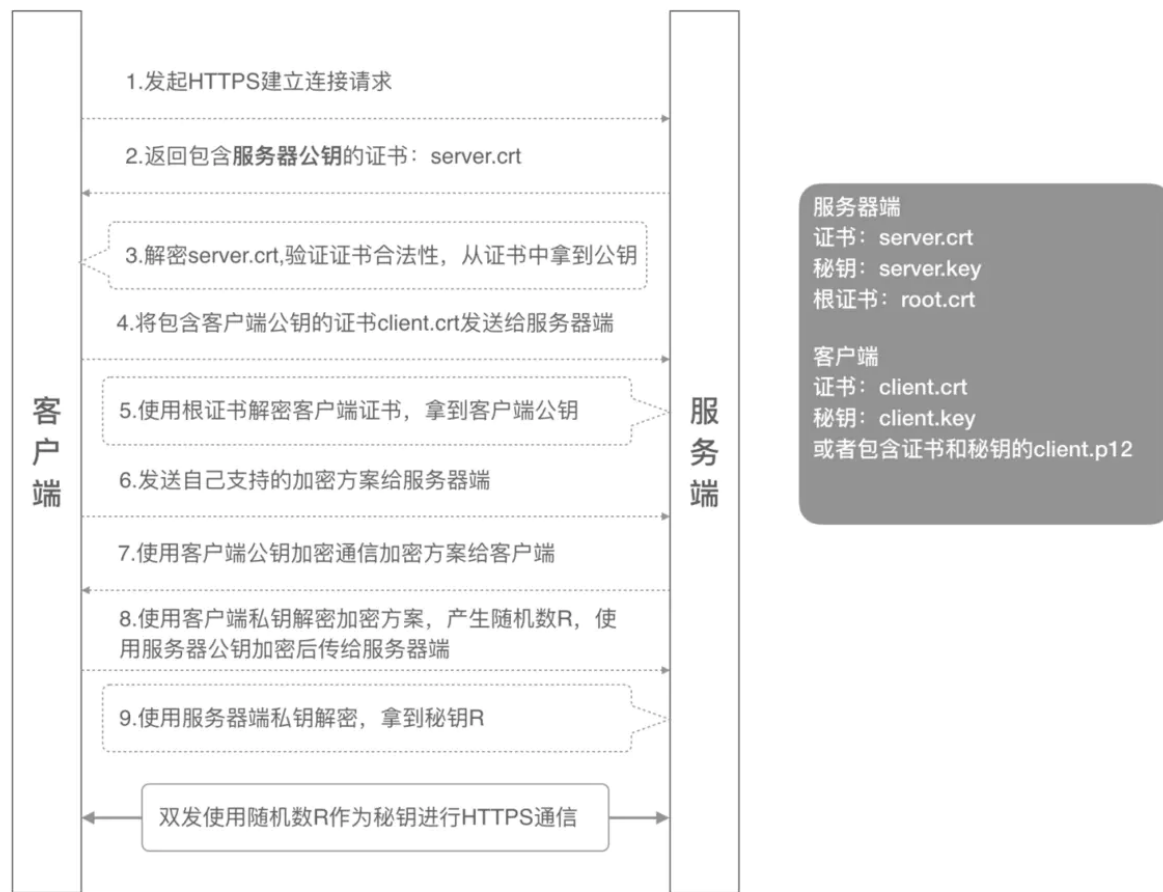 1.发起HTTPS建立连接请求
2.返回包含服务器公钥的证书：server.crt
3.解密server.crt,验证证书合法性，从证书中拿到公钥
4.将包含客户端公钥的证书client.crt发送给服务器端
5.使用根证书解密客户端证书，拿到客户端公钥
6.发送自己支持的加密方案给服务器端
7.使用客户端公钥加密通信加密方案给客户端
8.使用客户端私钥解密加密方案，产生随机数R，使
用服务器公钥加密后传给服务器端
9.使用服务器端私钥解密，拿到秘钥R
双发使用随机数R作为秘钥进行HTTPS通信
客户端
服务端
服务器端
证书：server.crt
秘钥：server.key
根证书：root.crt
客户端
证书：client.crt
秘钥：client.key
或者包含证书和秘钥的client.p12